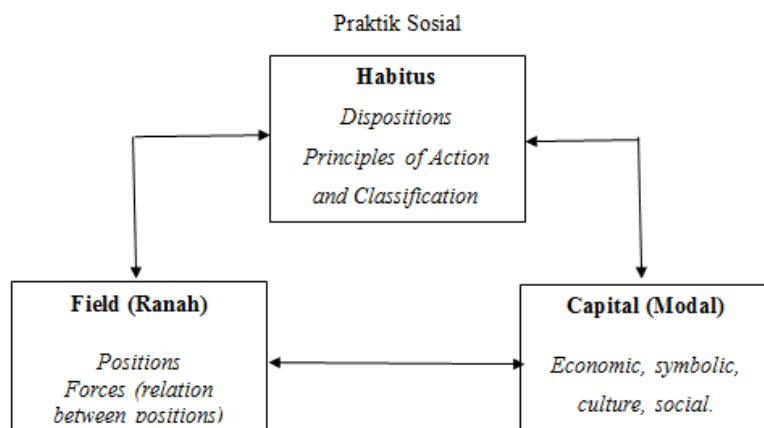 Praktik Sosial
Habitus
Dispositions
Principles of Action
and Classification
Field (Ranah)
Positions
Forces (relation
between positions)
Capital (Modal)
Economic, symbolic,
culture, social.